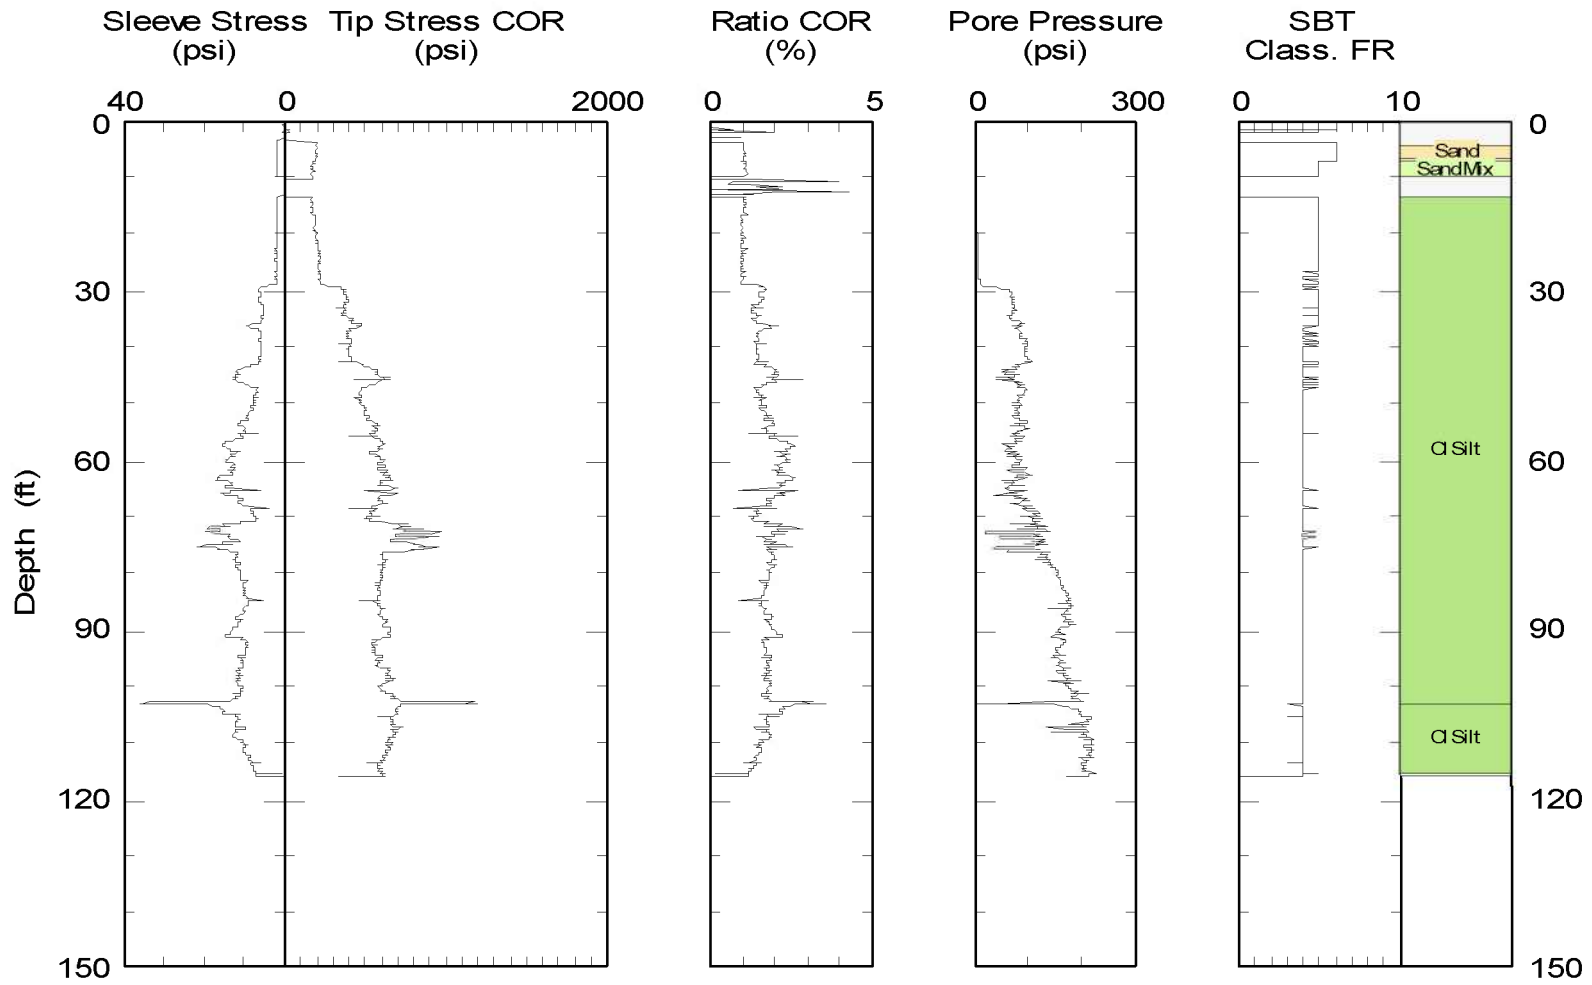 Sleeve Stress Tip Stress COR Ratio COR Pore Pressure SBT
(psi) (psi) (%) (psi) Class. FR
40 0 2000 0 5 0 300 0 10
0 0
Sand
Sand Mix
30 30
Cl Silt
60 60
Depth (ft)
90 90
Cl Silt
120 120
150 150